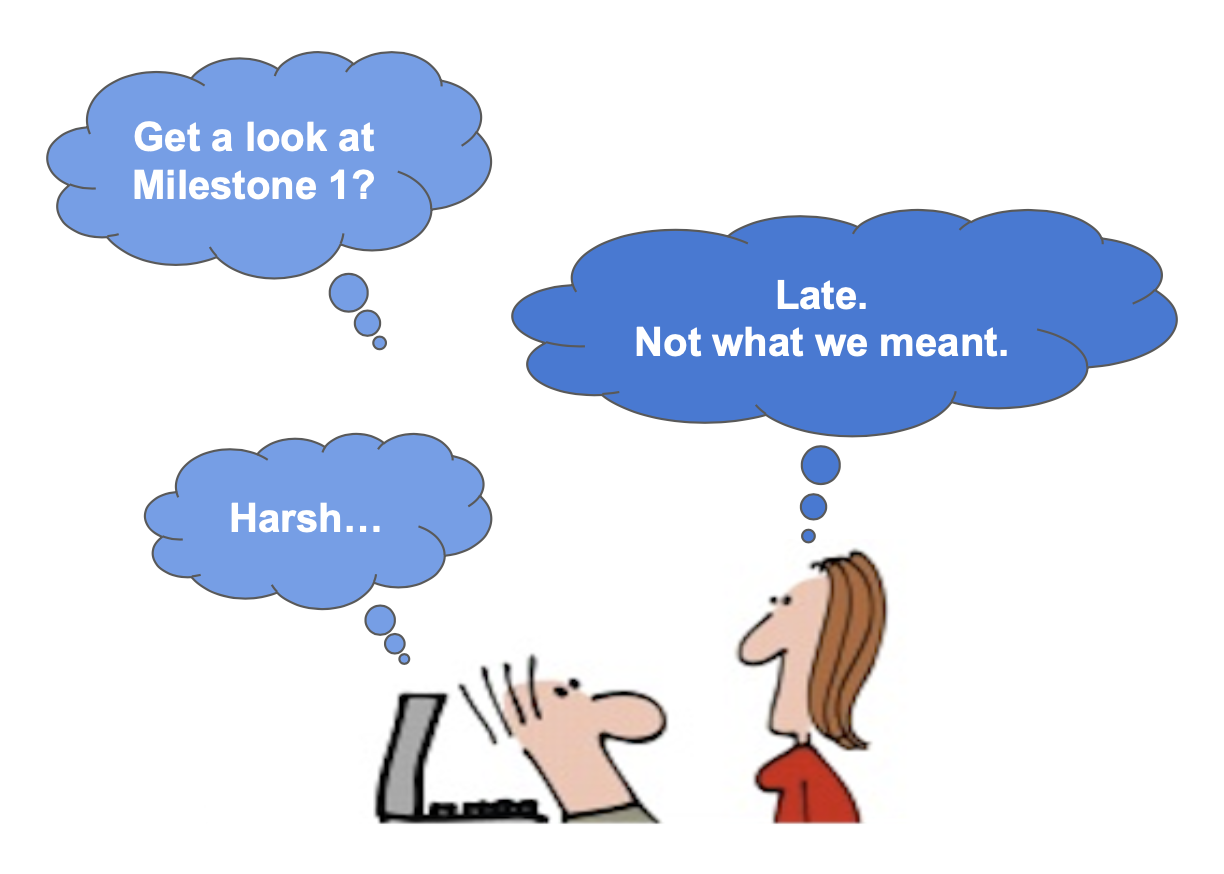 Get a look at
Milestone 1?
Late.
Not what we meant.
Harsh…